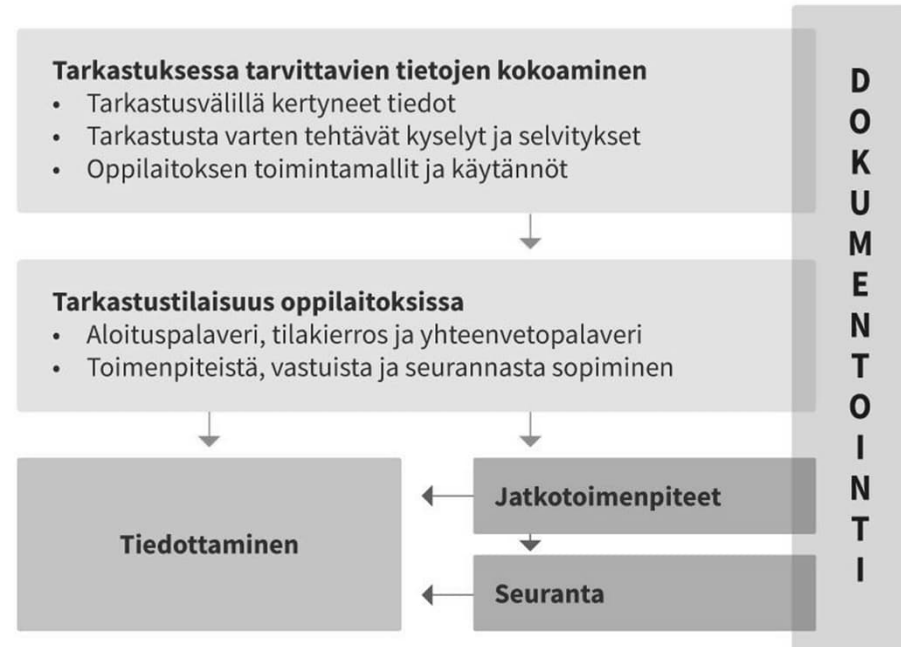 Tarkastuksessa tarvittavien tietojen kokoaminen
• Tarkastusvälillä kertyneet tiedot
• Tarkastusta varten tehtävät kyselyt ja selvitykset
• Oppilaitoksen toimintamallit ja käytännöt
Tarkastustilaisuus oppilaitoksissa
• Aloituspalaveri, tilakierros ja yhteenvetopalaveri
• Toimenpiteistä, vastuista ja seurannasta sopiminen
Tiedottaminen
Jatkotoimenpiteet
Seuranta
DOKUMENTOINTI